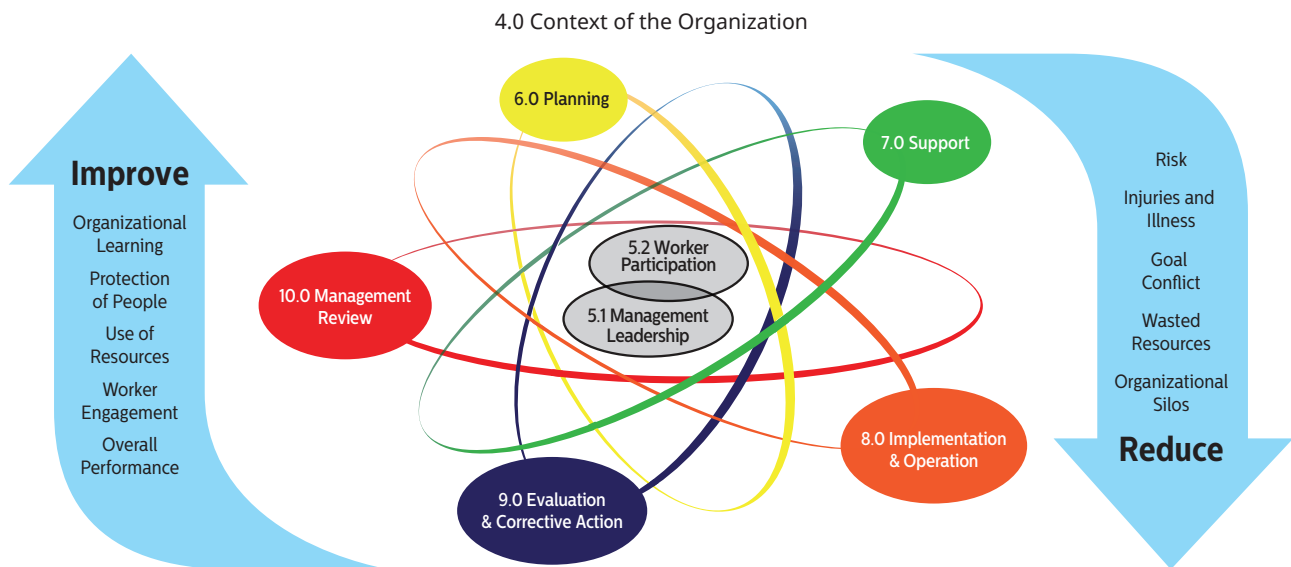 4.0 Context of the Organization
Improve
Organizational
Learning
Protection
of People
Use of
Resources
Worker
Engagement
Overall
Performance
6.0 Planning
7.0 Support
5.2 Worker
Participation
5.1 Management
Leadership
10.0 Management
Review
8.0 Implementation
& Operation
9.0 Evaluation
& Corrective Action
Risk
Injuries and
Illness
Goal
Conflict
Wasted
Resources
Organizational
Silos
Reduce